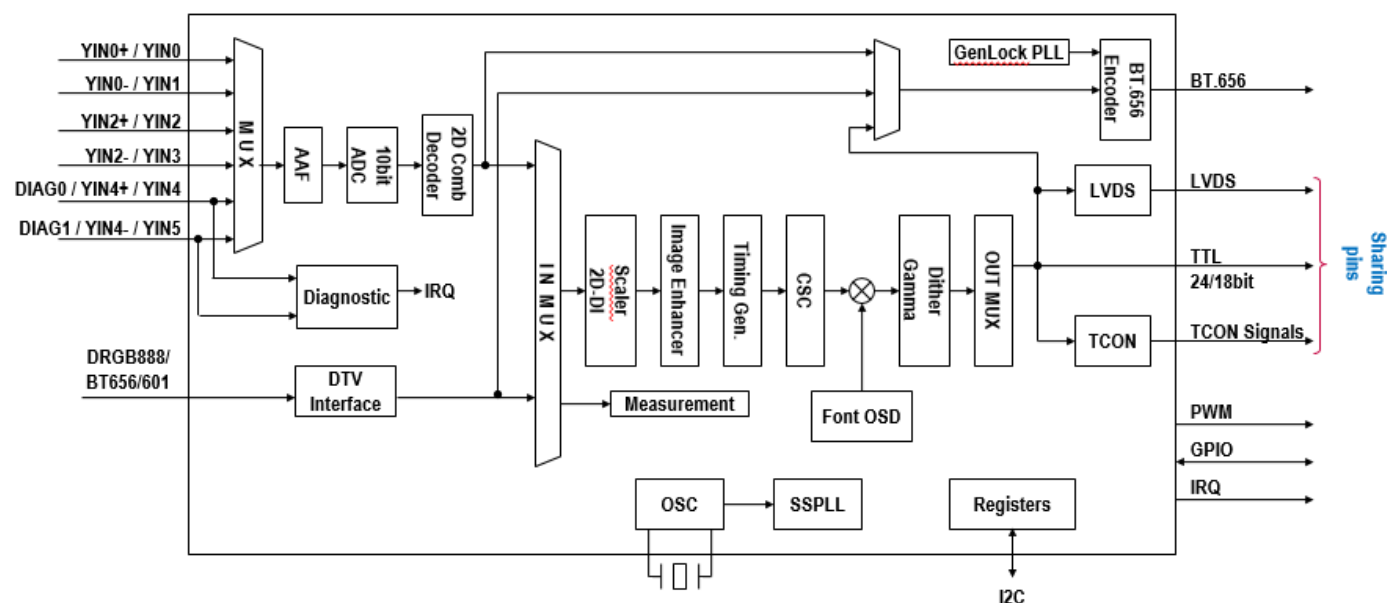 YIN0+ / YIN0
YIN0- / YIN1
YIN2+ / YIN2
YIN2- / YIN3
DIAG0 / YIN4+ / YIN4
DIAG1 / YIN4- / YIN5
MUX
AAF
10bit
ADC
2D Comb
Decoder
Diagnostic
IRQ
DRGB888/
BT656/601
DTV
Interface
IN MUX
Measurement
Scaler
2D-DI
Image
Enhancer
Timing Gen.
CSC
Font OSD
Dither
Gamma
OUT MUX
GenLock PLL
BT.656
Encoder
BT.656
LVDS
LVDS
TTL
24/18bit
TCON
TCON Signals
Sharing
pins
PWM
GPIO
IRQ
OSC
SSPLL
Registers
I2C